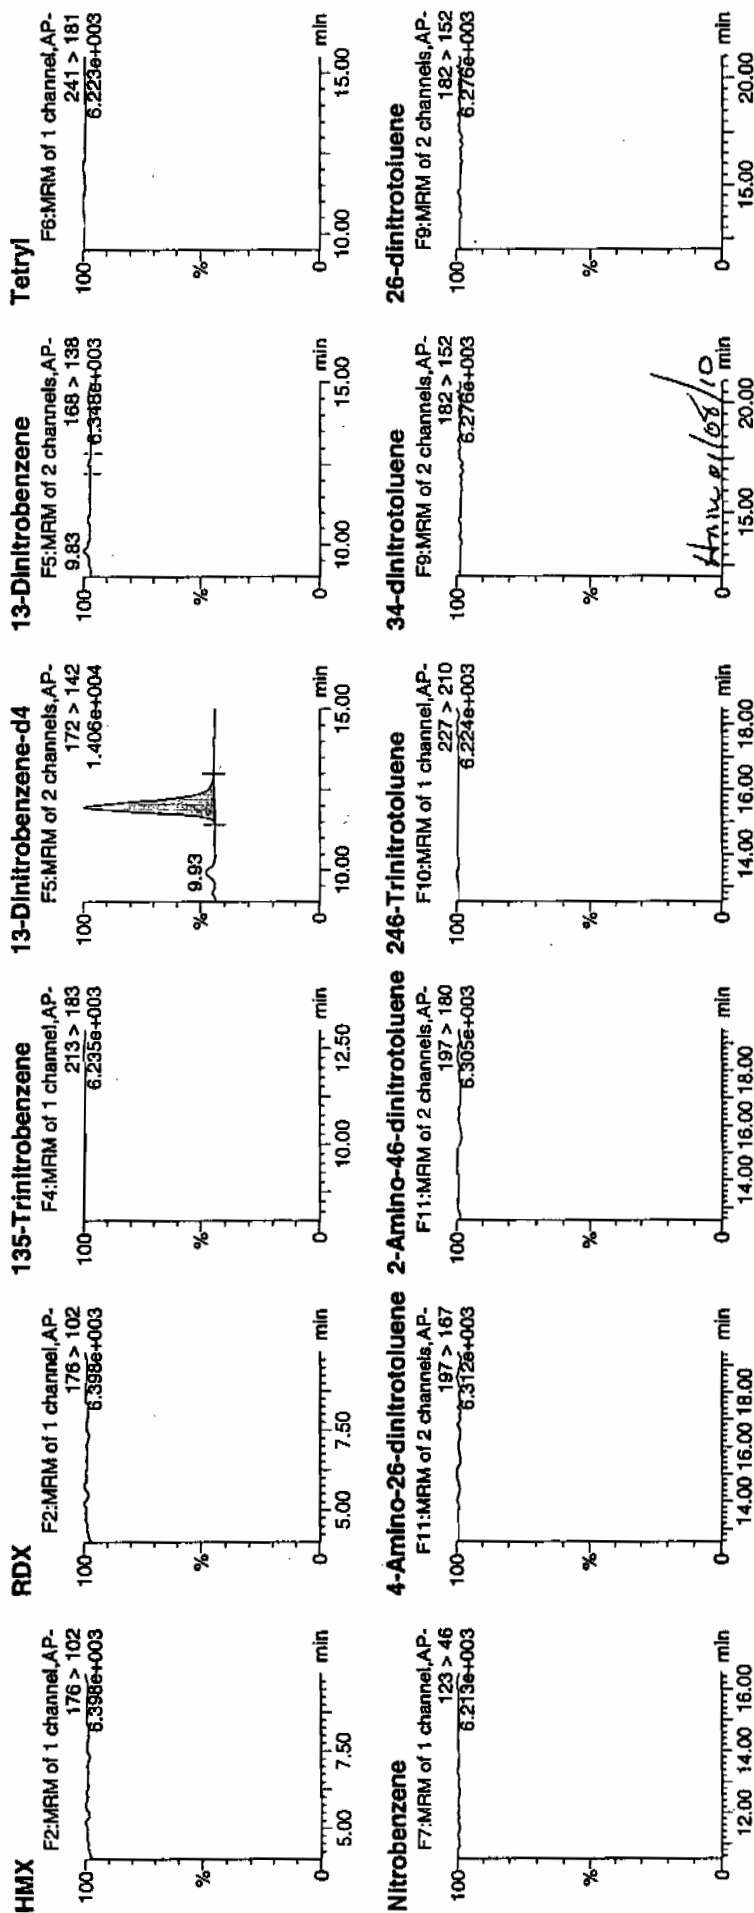 HMX
F2:MRM of 1 channel,AP-
176 > 102
6.398e+003
100
%
0
5.00 7.50 min
RDX
F2:MRM of 1 channel,AP-
176 > 102
6.398e+003
100
%
0
5.00 7.50 min
135-Trinitrobenzene
F4:MRM of 1 channel,AP-
213 > 183
6.235e+003
100
%
0
10.00 12.50 min
13-Dinitrobenzene-d4
F5:MRM of 2 channels,AP-
172 > 142
1.406e+004
100
9.93
%
0
10.00 15.00 min
13-Dinitrobenzene
F5:MRM of 2 channels,AP-
168 > 138
6.348e+003
100
9.83
%
0
10.00 15.00 min
Tetryl
F6:MRM of 1 channel,AP-
241 > 181
6.223e+003
100
%
0
10.00 15.00 min
Nitrobenzene
F7:MRM of 1 channel,AP-
123 > 46
6.213e+003
100
%
0
12.00 14.00 16.00 min
4-Amino-26-dinitrotoluene
F11:MRM of 2 channels,AP-
197 > 167
6.312e+003
100
%
0
14.00 16.00 18.00 min
2-Amino-46-dinitrotoluene
F11:MRM of 2 channels,AP-
197 > 180
6.305e+003
100
%
0
14.00 16.00 18.00 min
246-Trinitrotoluene
F10:MRM of 1 channel,AP-
227 > 210
6.224e+003
100
%
0
14.00 16.00 18.00 min
34-dinitrotoluene
F9:MRM of 2 channels,AP-
182 > 152
6.276e+003
100
%
01/08/10
0
15.00 20.00 min
26-dinitrotoluene
F9:MRM of 2 channels,AP-
182 > 152
6.276e+003
100
%
0
15.00 20.00 min